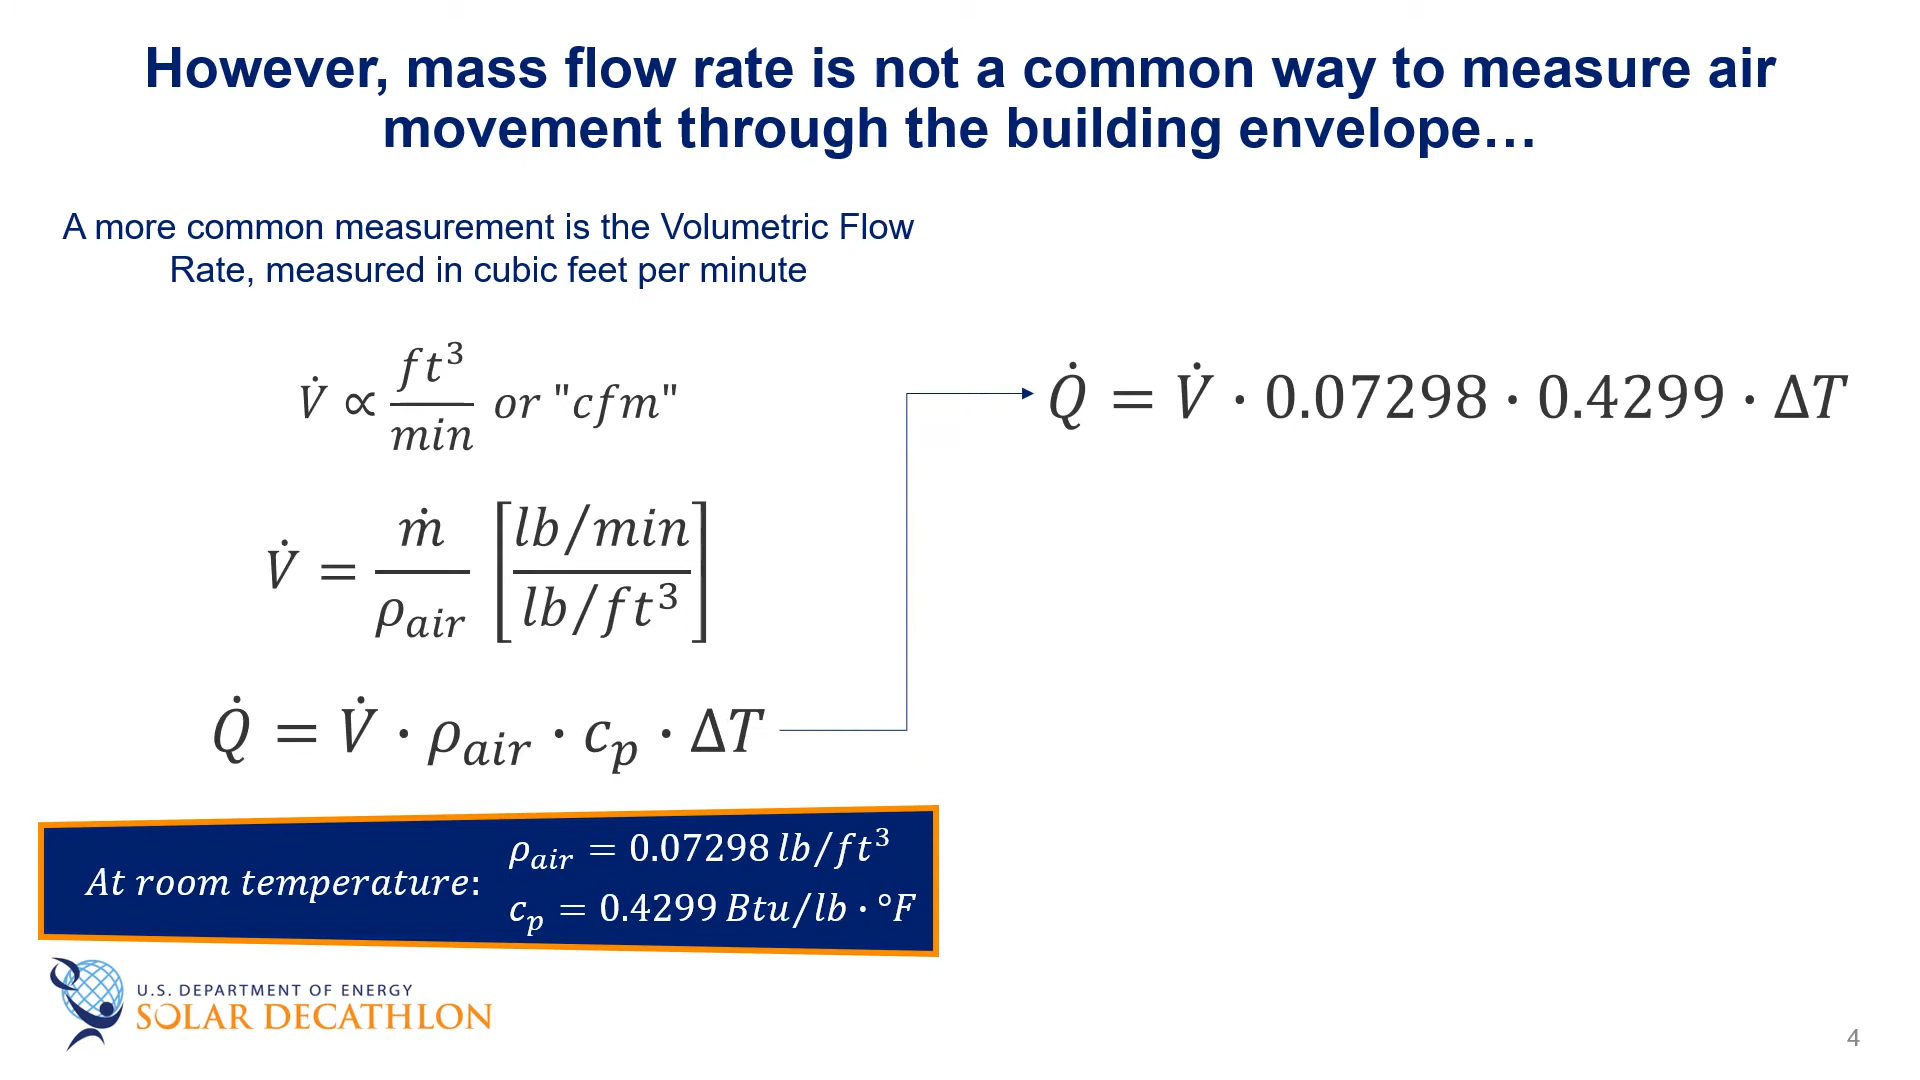 However, mass flow rate is not a common way to measure air
movement through the building envelope…
A more common measurement is the Volumetric Flow
Rate, measured in cubic feet per minute
V̇ ∝ ft³/min or "cfm"
V̇ = ṁ/ρair [lb/min / lb/ft³]
Q̇ = V̇ · ρair · cp · ΔT
At room temperature:
ρair = 0.07298 lb/ft³
cp = 0.4299 Btu/lb · °F
Q̇ = V̇ · 0.07298 · 0.4299 · ΔT
U.S. DEPARTMENT OF ENERGY
SOLAR DECATHLON
4